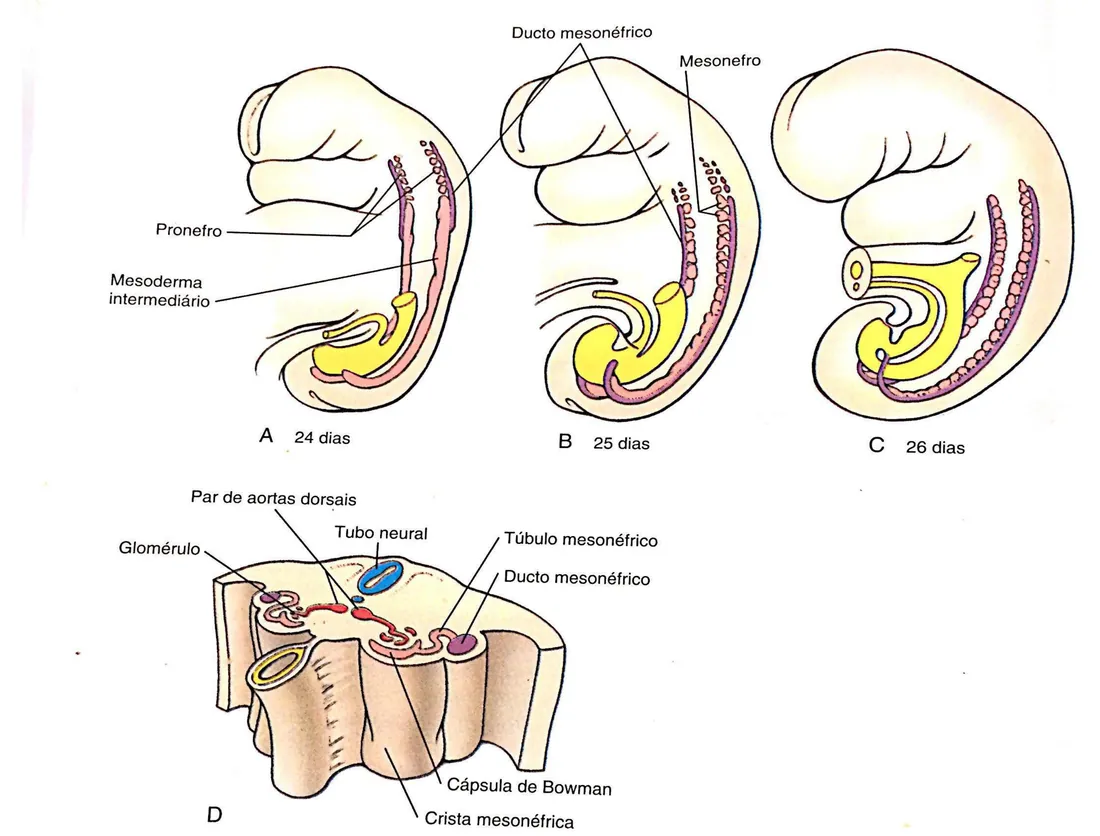 Ducto mesonéfrico
Mesonefro
Pronefro
Mesoderma
intermediário
A 24 dias
B 25 dias
C 26 dias
Par de aortas dorsais
Tubo neural
Glomérulo
Túbulo mesonéfrico
Ducto mesonéfrico
Cápsula de Bowman
Crista mesonéfrica
D